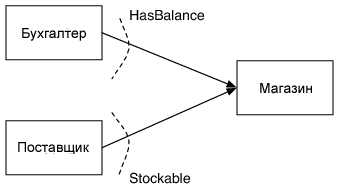 HasBalance
Бухгалтер
Магазин
Поставщик
Stockable